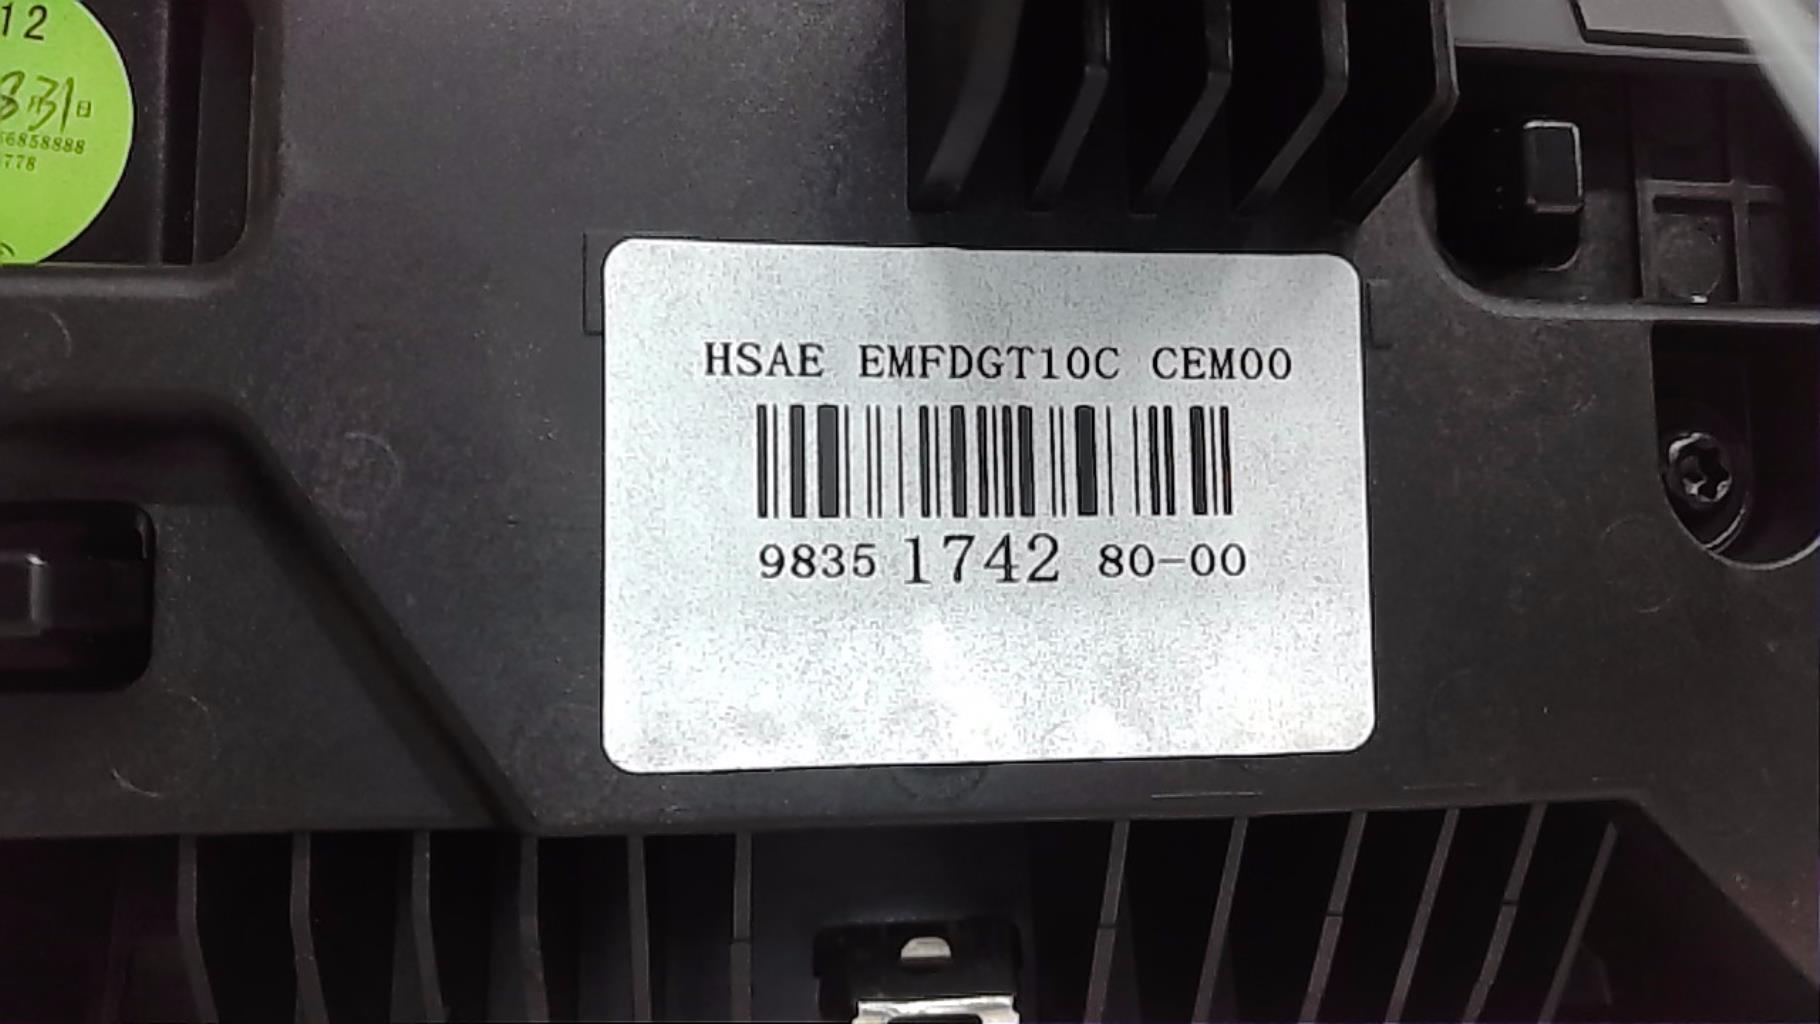 12
8月31日
6858888
778
HSAE EMFDGT10C CEM00
9835 1742 80-00